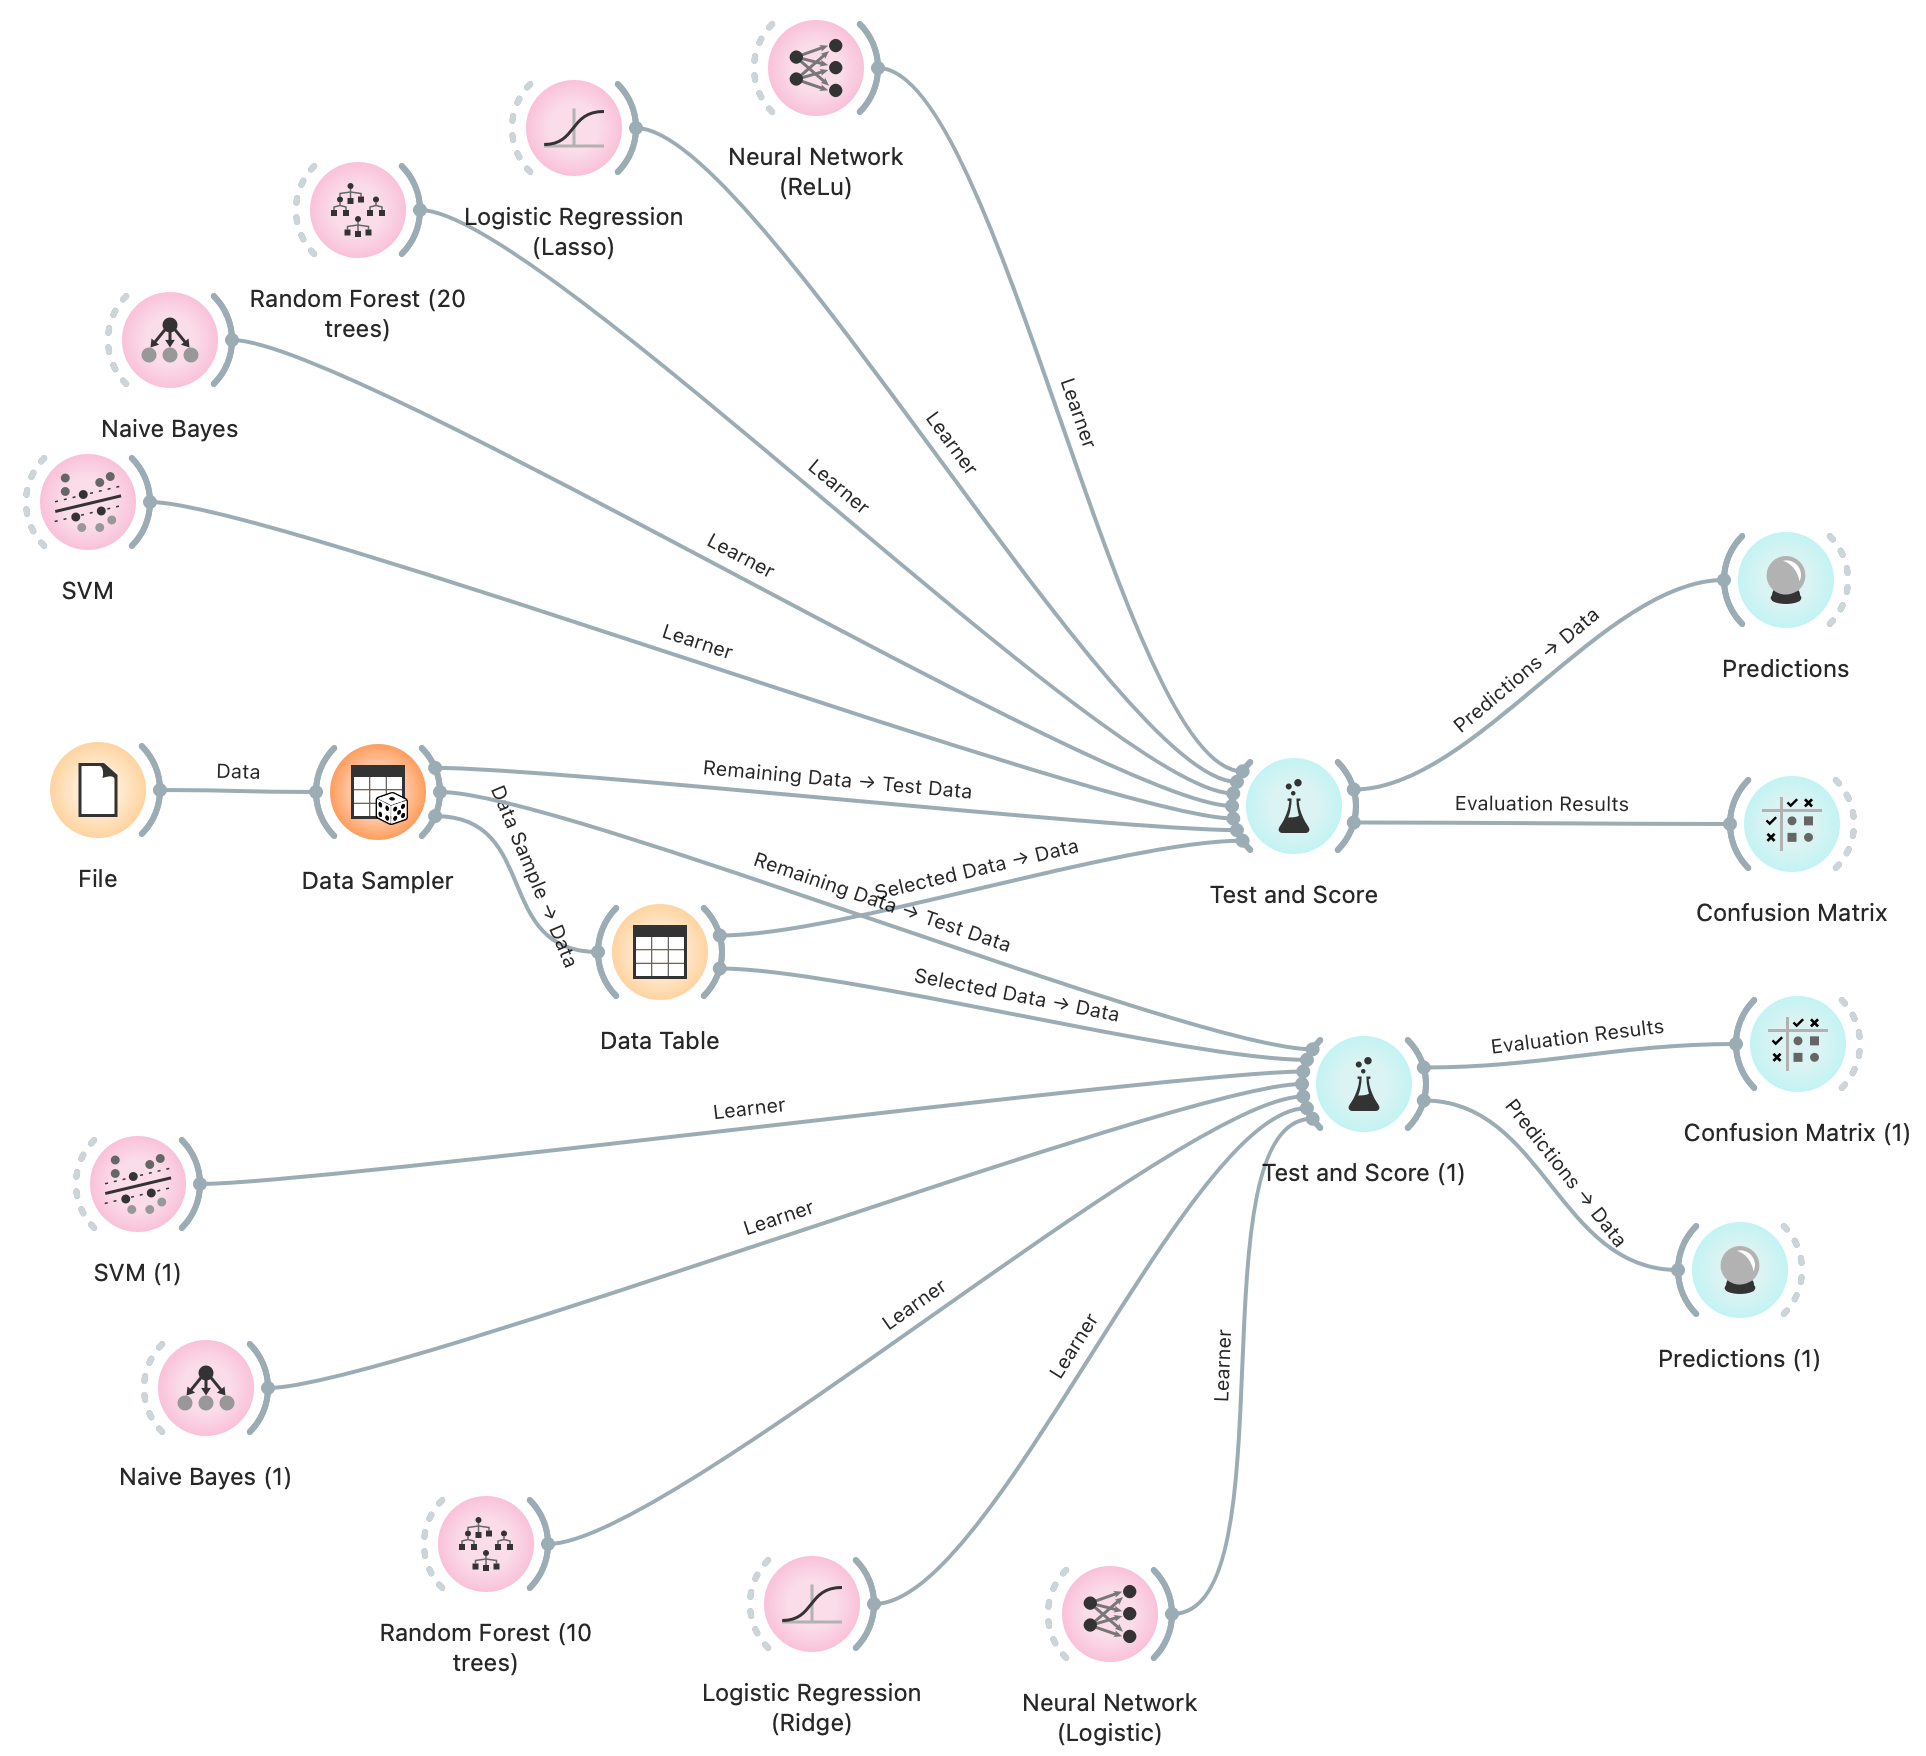 Neural Network
(ReLu)
Logistic Regression
(Lasso)
Random Forest (20
trees)
Naive Bayes
SVM
Learner
Learner
Learner
Learner
Learner
Predictions → Data
Predictions
File
Data
Data Sampler
Remaining Data → Test Data
Data Sample → Data
Remaining Data → Test Data
Selected Data → Data
Selected Data → Data
Data Table
Test and Score
Evaluation Results
Confusion Matrix
Test and Score (1)
Evaluation Results
Confusion Matrix (1)
Predictions → Data
Predictions (1)
Learner
SVM (1)
Learner
Naive Bayes (1)
Learner
Random Forest (10
trees)
Learner
Logistic Regression
(Ridge)
Learner
Neural Network
(Logistic)